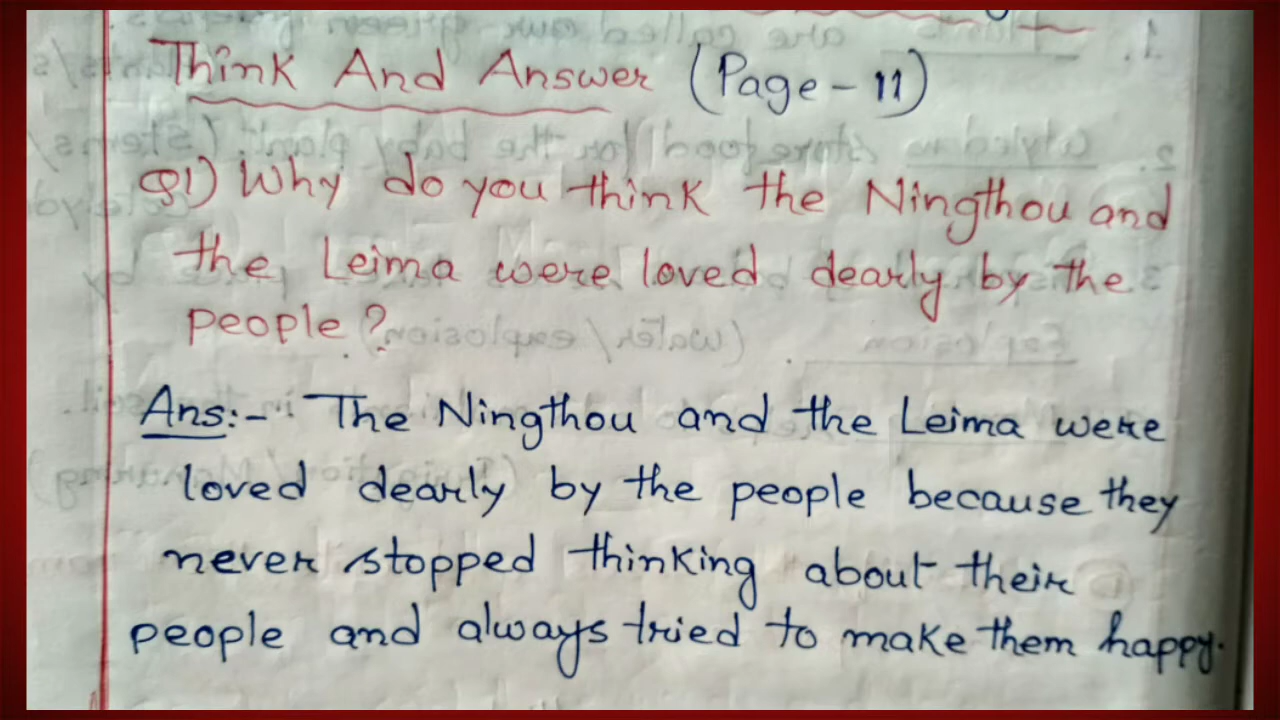 Think And Answer (Page - 11)
Q1) Why do you think the Ningthou and
the Leima were loved dearly by the
people?
Ans:- The Ningthou and the Leima were
loved dearly by the people because they
never stopped thinking about their
people and always tried to make them happy.